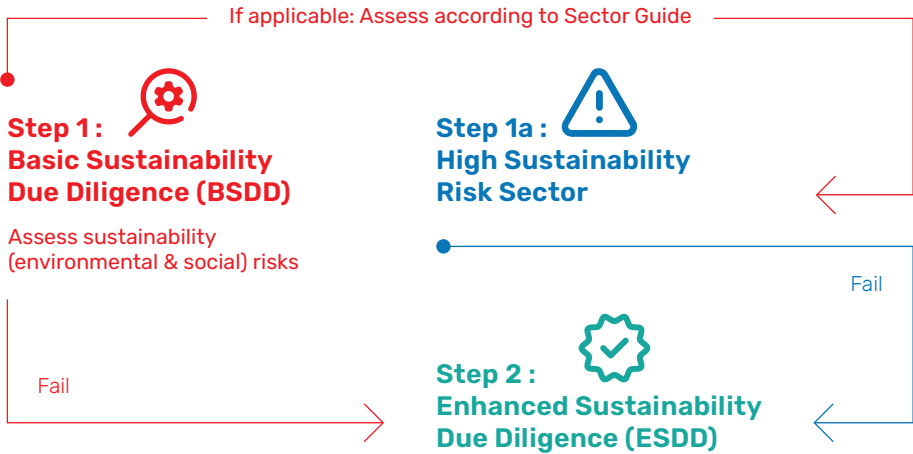 If applicable: Assess according to Sector Guide
Step 1 :
Basic Sustainability
Due Diligence (BSDD)
Assess sustainability
(environmental & social) risks
Fail
Step 1a :
High Sustainability
Risk Sector
Fail
Step 2 :
Enhanced Sustainability
Due Diligence (ESDD)